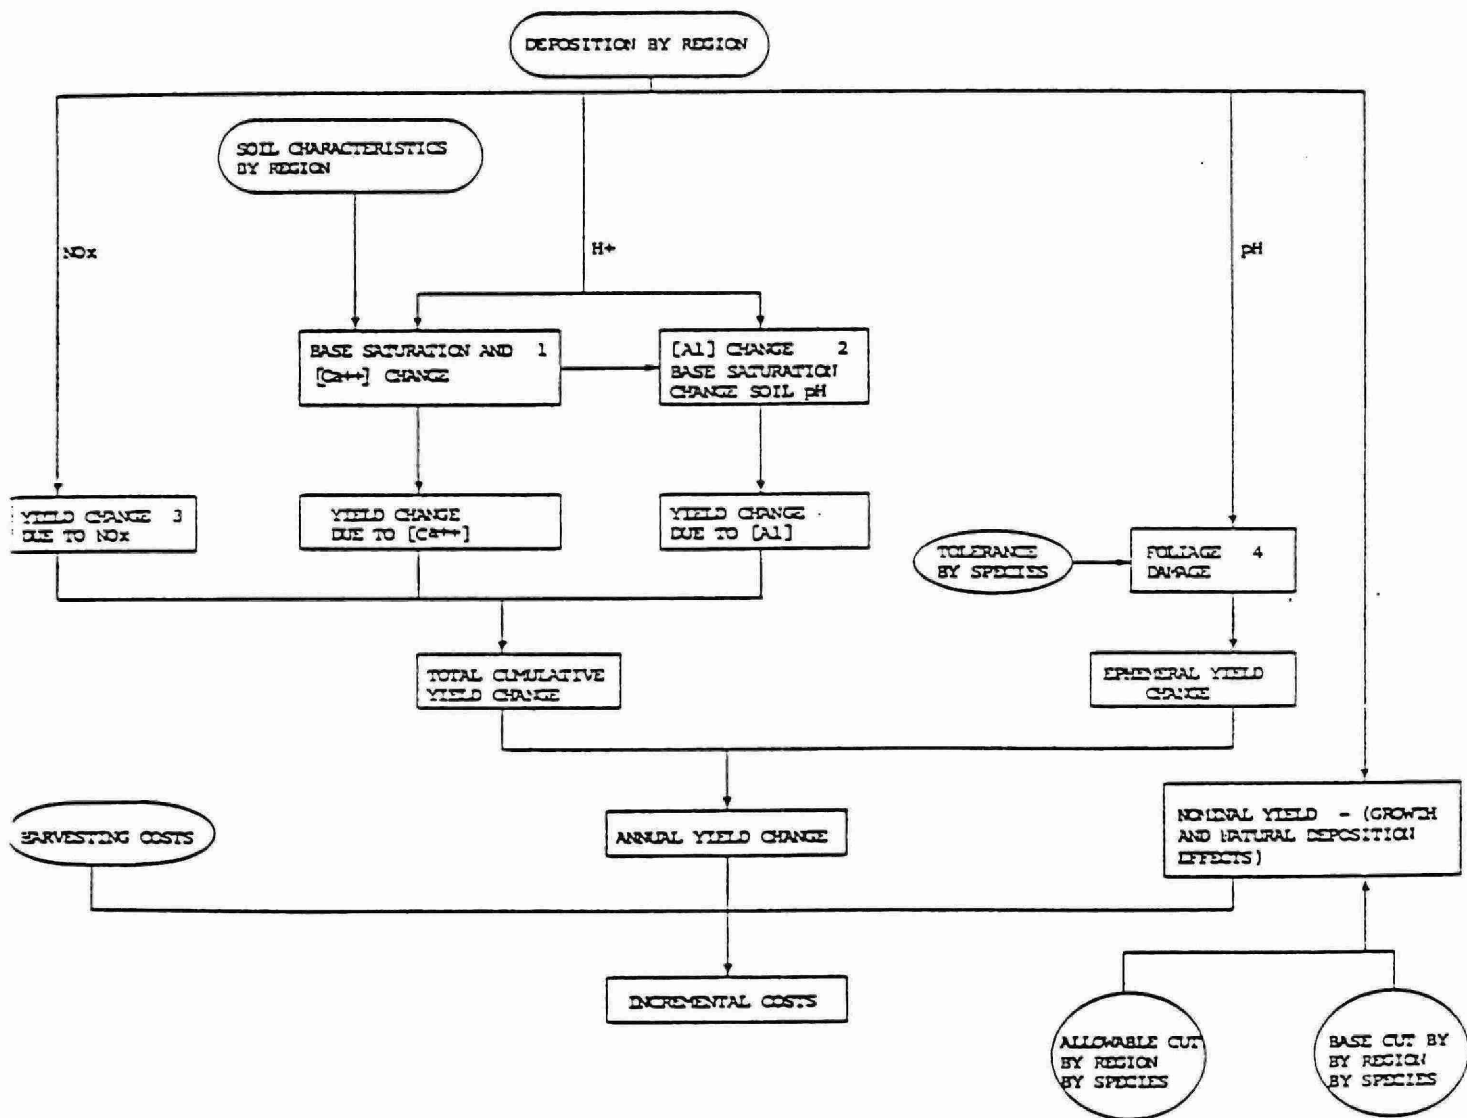 DEPOSITION BY REGION
SOIL CHARACTERISTICS
BY REGION
NOx
H+
pH
BASE SATURATION AND 1
[Ca++] CHANGE
[Al] CHANGE 2
BASE SATURATION
CHANGE SOIL pH
YIELD CHANGE 3
DUE TO NOx
YIELD CHANGE
DUE TO [Ca++]
YIELD CHANGE
DUE TO [Al]
TOLERANCE
BY SPECIES
FOLIAGE 4
DAMAGE
TOTAL CUMULATIVE
YIELD CHANGE
EPHEMERAL YIELD
CHANGE
HARVESTING COSTS
ANNUAL YIELD CHANGE
NOMINAL YIELD - (GROWTH
AND NATURAL DEPOSITION
EFFECTS)
INCREMENTAL COSTS
ALLOWABLE CUT
BY REGION
BY SPECIES
BASE CUT BY
BY REGION
BY SPECIES